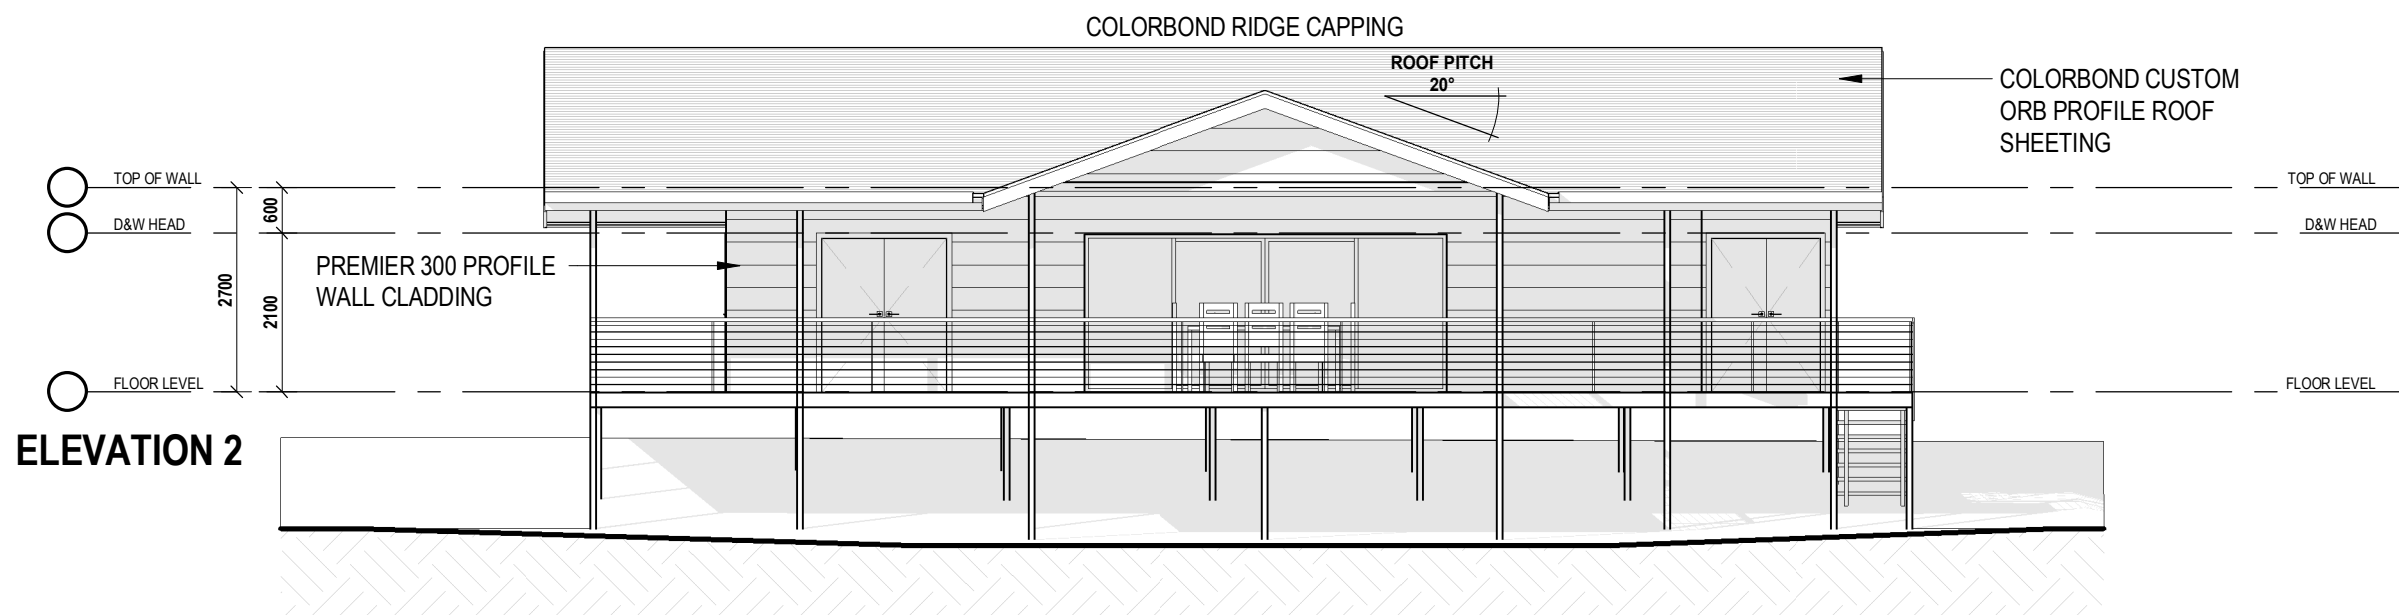 COLORBOND RIDGE CAPPING
ROOF PITCH
20°
COLORBOND CUSTOM
ORB PROFILE ROOF
SHEETING
TOP OF WALL
TOP OF WALL
600
D&W HEAD
D&W HEAD
PREMIER 300 PROFILE
WALL CLADDING
2700
2100
FLOOR LEVEL
FLOOR LEVEL
ELEVATION 2